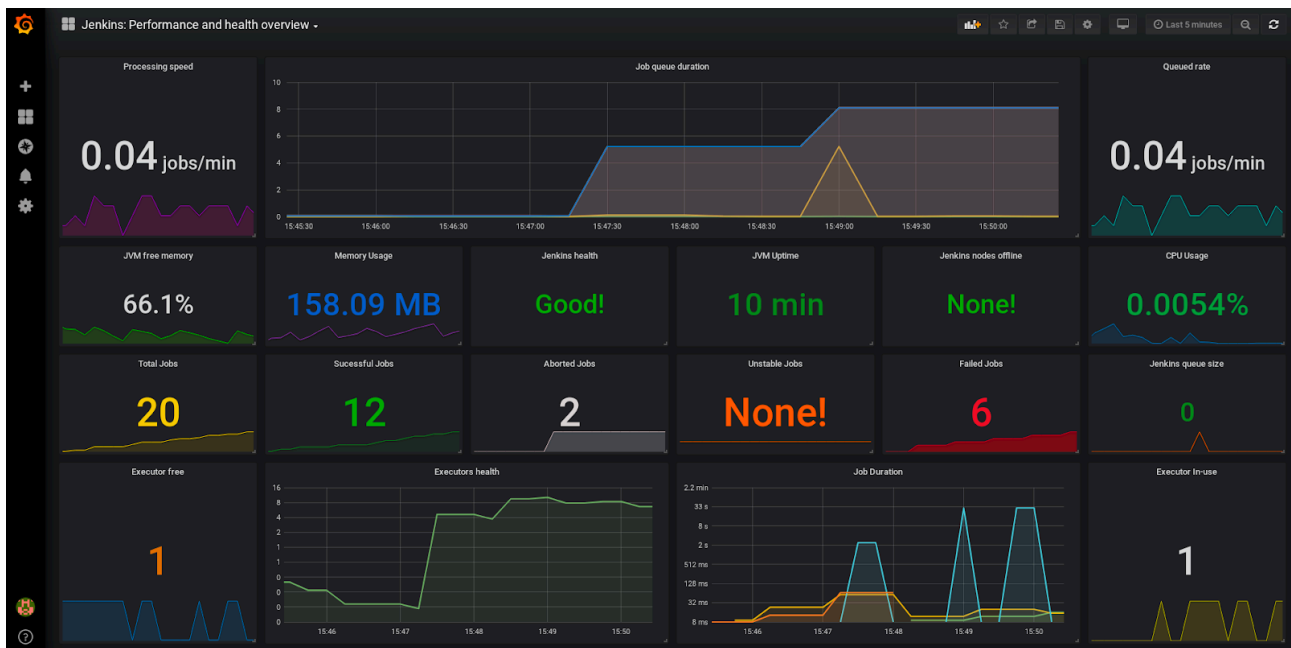 Jenkins: Performance and health overview
Last 5 minutes
Processing speed
0.04 jobs/min
Job queue duration
10
8
6
4
2
0
15:45:30 15:46:00 15:46:30 15:47:00 15:47:30 15:48:00 15:48:30 15:49:00 15:49:30 15:50:00
Queued rate
0.04 jobs/min
JVM free memory
66.1%
Memory Usage
158.09 MB
Jenkins health
Good!
JVM Uptime
10 min
Jenkins nodes offline
None!
CPU Usage
0.0054%
Total Jobs
20
Sucessful Jobs
12
Aborted Jobs
2
Unstable Jobs
None!
Failed Jobs
6
Jenkins queue size
0
Executor free
1
Executors health
16
8
4
2
1
1
0
0
0
0
15:46 15:47 15:48 15:49 15:50
Job Duration
2.2 min
33 s
8 s
2 s
512 ms
128 ms
32 ms
8 ms
15:46 15:47 15:48 15:49 15:50
Executor In-use
1
?